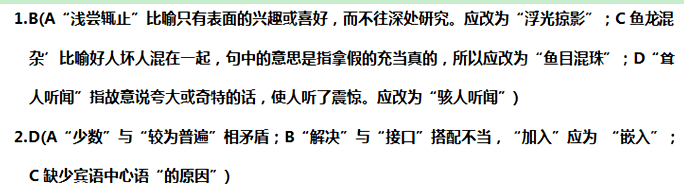 1.B(A“浅尝辄止”比喻只有表面的兴趣或喜好，而不往深处研究。应改为“浮光掠影”；C 鱼龙混
杂’比喻好人坏人混在一起，句中的意思是指拿假的充当真的，所以应改为“鱼目混珠”；D“耸
人听闻”指故意说夸大或奇特的话，使人听了震惊。应改为“骇人听闻”)
2.D(A“少数”与“较为普遍”相矛盾；B“解决”与“接口”搭配不当，“加入”应为 “嵌入”；
C 缺少宾语中心语“的原因”)